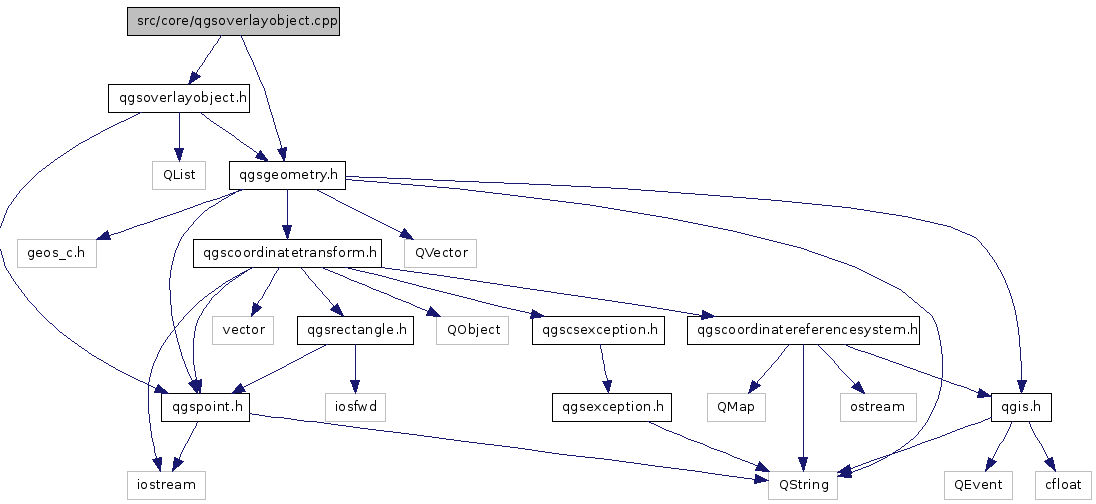 src/core/qgsoverlayobject.cpp
qgsoverlayobject.h
QList
qgsgeometry.h
geos_c.h
qgscoordinatetransform.h
QVector
vector
qgsrectangle.h
QObject
qgscsexception.h
qgscoordinatereferencesystem.h
qgspoint.h
iosfwd
qgsexception.h
QMap
ostream
qgis.h
iostream
QString
QEvent
cfloat